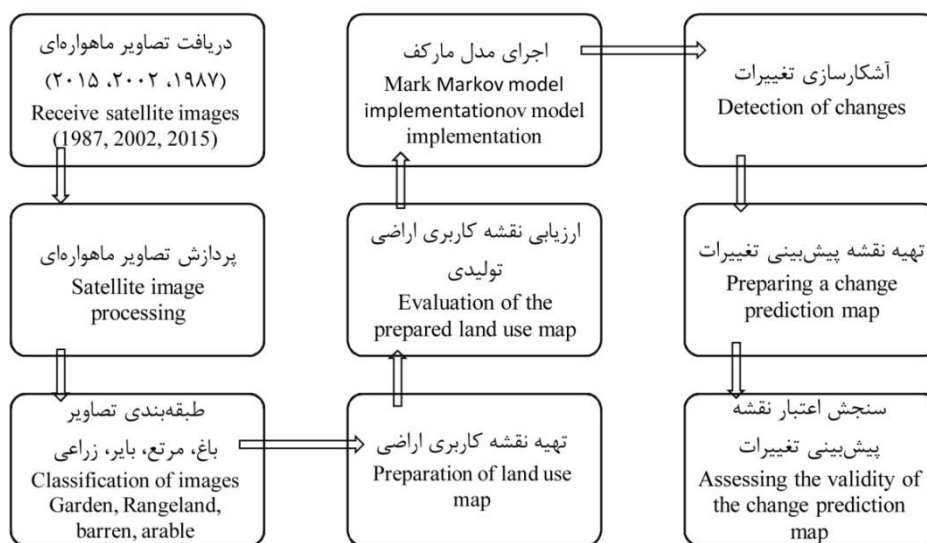 دریافت تصاویر ماهواره‌ای
(۱۹۸۷، ۲۰۰۲، ۲۰۱۵)
Receive satellite images
(1987, 2002, 2015)
پردازش تصاویر ماهواره‌ای
Satellite image
processing
طبقه‌بندی تصاویر
باغ، مرتع، بایر، زراعی
Classification of images
Garden, Rangeland,
barren, arable
تهیه نقشه کاربری اراضی
Preparation of land use
map
ارزیابی نقشه کاربری اراضی
تولیدی
Evaluation of the
prepared land use map
اجرای مدل مارکف
Mark Markov model
implementationov model
implementation
آشکارسازی تغییرات
Detection of changes
تهیه نقشه پیش‌بینی تغییرات
Preparing a change
prediction map
سنجش اعتبار نقشه
پیش‌بینی تغییرات
Assessing the validity of
the change prediction
map